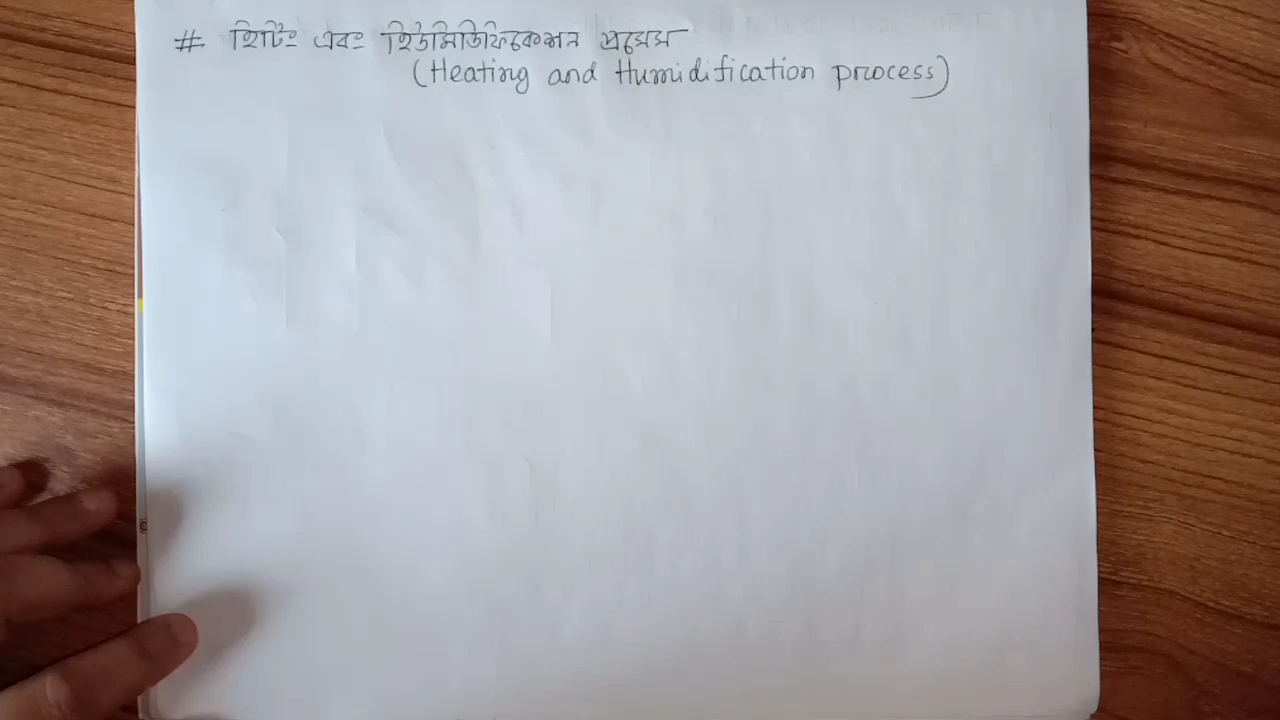 # হিটিং এবং হিউমিডিফিকেশন প্রসেস
(Heating and Humidification process)